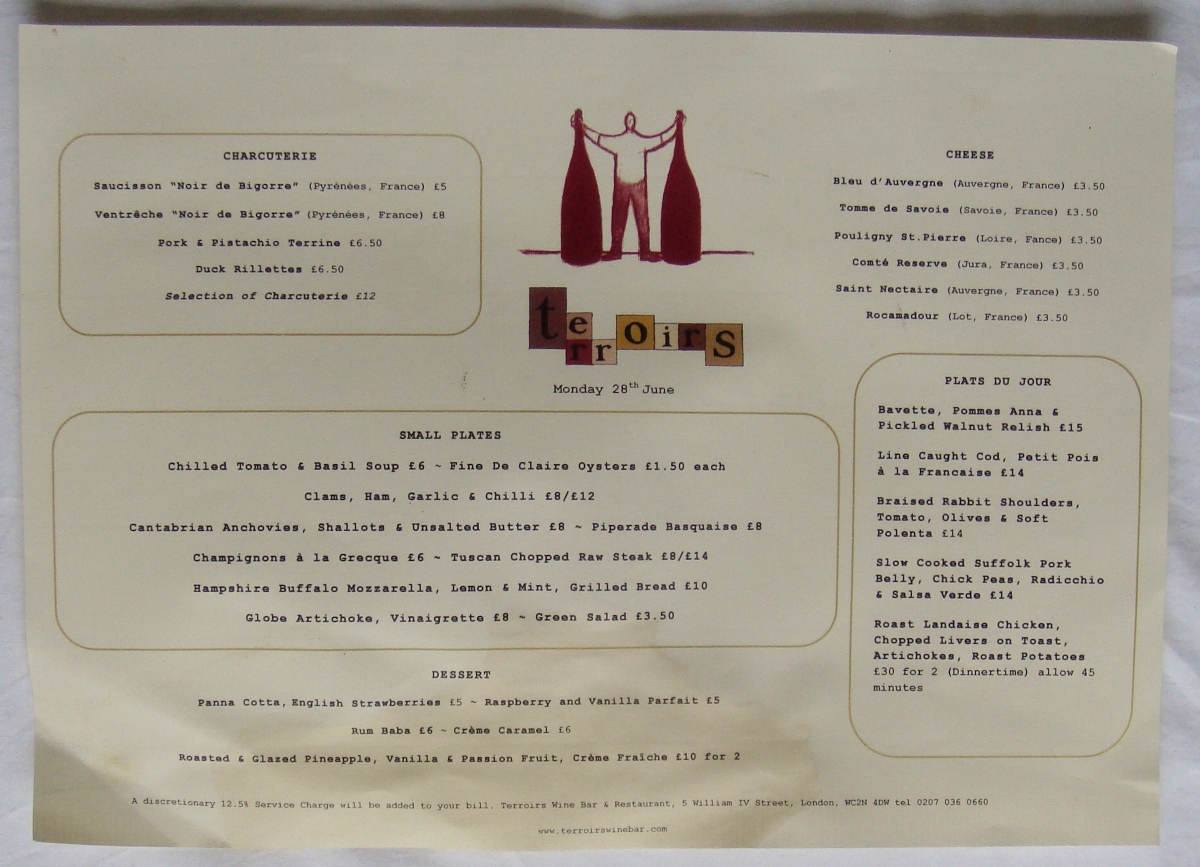 CHARCUTERIE
Saucisson "Noir de Bigorre" (Pyrénées, France) £5
Ventrêche "Noir de Bigorre" (Pyrénées, France) £8
Pork & Pistachio Terrine £6.50
Duck Rillettes £6.50
Selection of Charcuterie £12
terroirs
Monday 28th June
CHEESE
Bleu d'Auvergne (Auvergne, France) £3.50
Tomme de Savoie (Savoie, France) £3.50
Pouligny St.Pierre (Loire, Fance) £3.50
Comté Reserve (Jura, France) £3.50
Saint Nectaire (Auvergne, France) £3.50
Rocamadour (Lot, France) £3.50
SMALL PLATES
Chilled Tomato & Basil Soup £6 ~ Fine De Claire Oysters £1.50 each
Clams, Ham, Garlic & Chilli £8/£12
Cantabrian Anchovies, Shallots & Unsalted Butter £8 ~ Piperade Basquaise £8
Champignons à la Grecque £6 ~ Tuscan Chopped Raw Steak £8/£14
Hampshire Buffalo Mozzarella, Lemon & Mint, Grilled Bread £10
Globe Artichoke, Vinaigrette £8 ~ Green Salad £3.50
PLATS DU JOUR
Bavette, Pommes Anna &
Pickled Walnut Relish £15
Line Caught Cod, Petit Pois
à la Francaise £14
Braised Rabbit Shoulders,
Tomato, Olives & Soft
Polenta £14
Slow Cooked Suffolk Pork
Belly, Chick Peas, Radicchio
& Salsa Verde £14
Roast Landaise Chicken,
Chopped Livers on Toast,
Artichokes, Roast Potatoes
£30 for 2 (Dinnertime) allow 45
minutes
DESSERT
Panna Cotta, English Strawberries £5 ~ Raspberry and Vanilla Parfait £5
Rum Baba £6 ~ Crème Caramel £6
Roasted & Glazed Pineapple, Vanilla & Passion Fruit, Crème Fraîche £10 for 2
A discretionary 12.5% Service Charge will be added to your bill. Terroirs Wine Bar & Restaurant, 5 William IV Street, London, WC2N 4DW tel 0207 036 0660
www.terroirswinebar.com